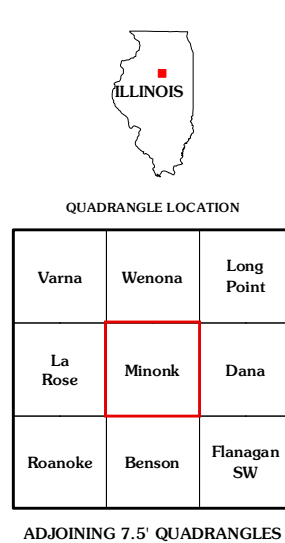 ILLINOIS
QUADRANGLE LOCATION
Varna
Wenona
Long
Point
La
Rose
Minonk
Dana
Roanoke
Benson
Flanagan
SW
ADJOINING 7.5' QUADRANGLES